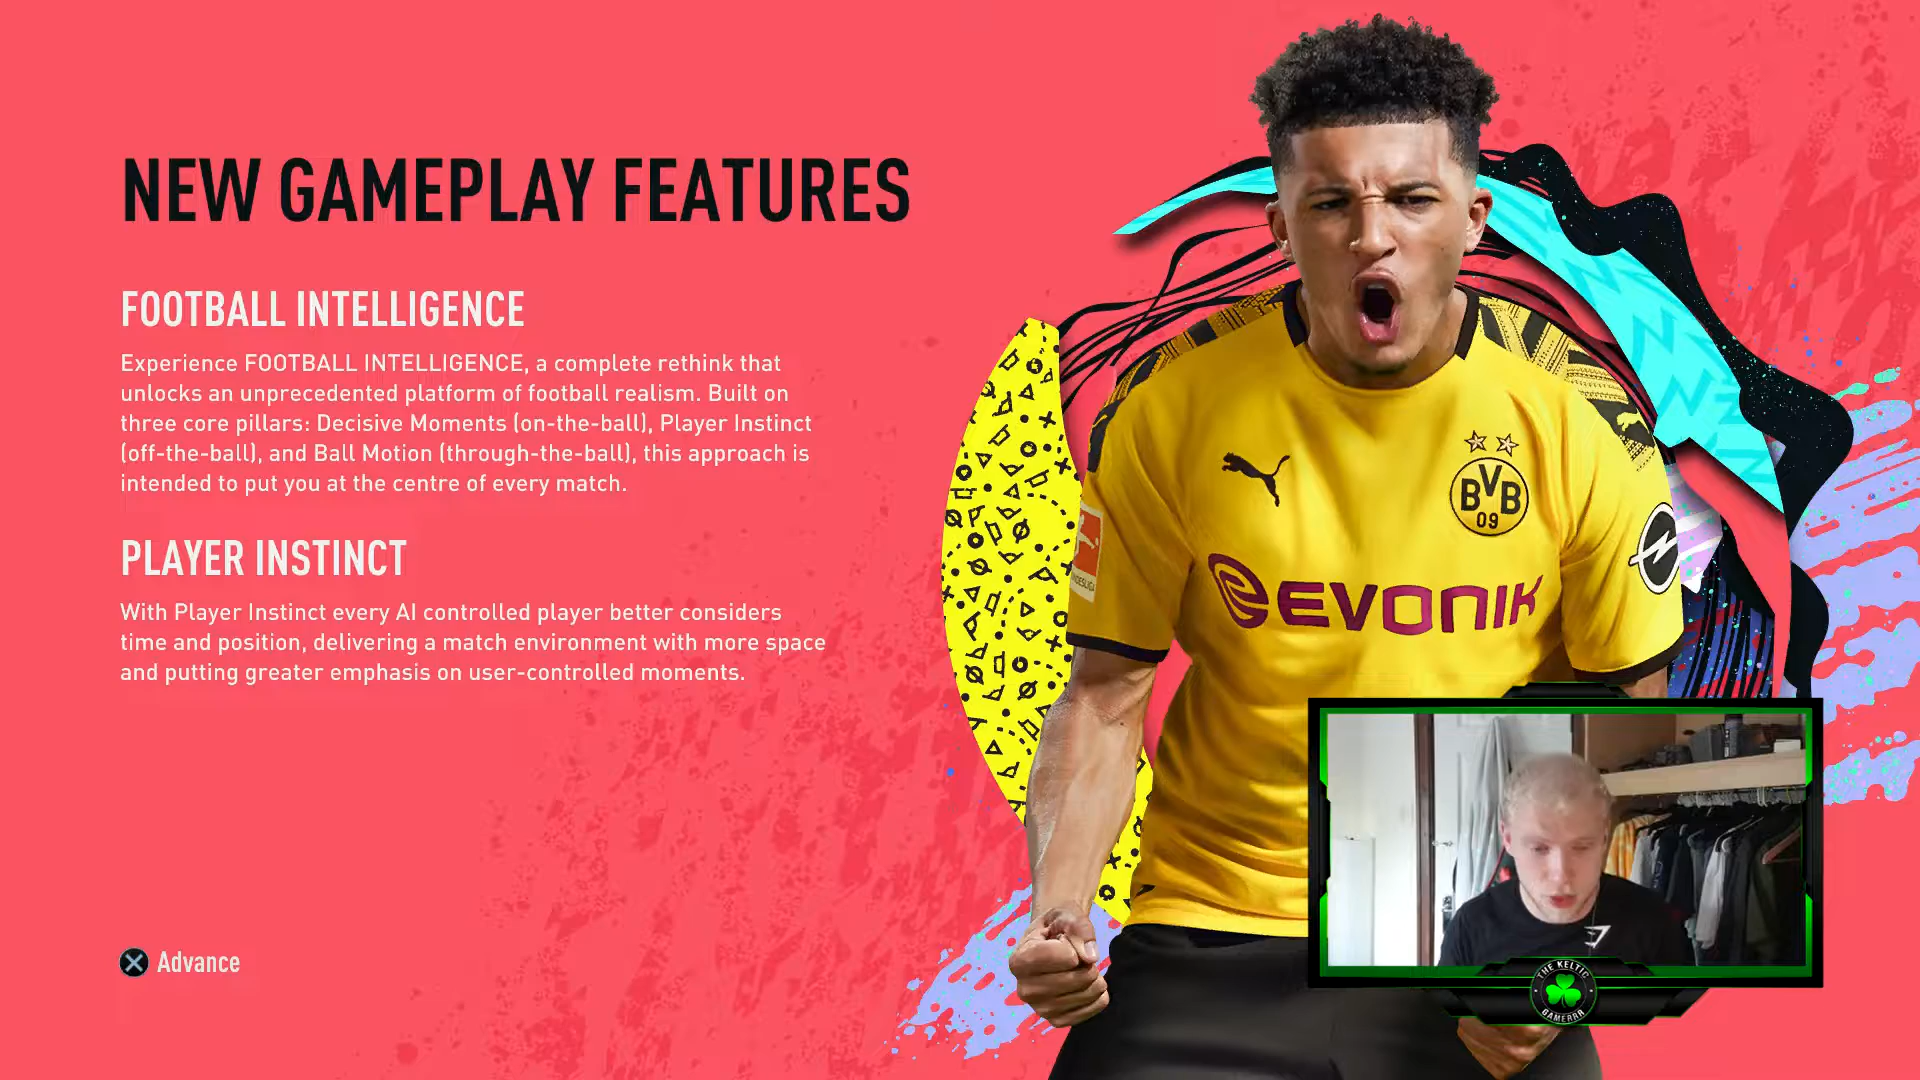 NEW GAMEPLAY FEATURES
FOOTBALL INTELLIGENCE
Experience FOOTBALL INTELLIGENCE, a complete rethink that
unlocks an unprecedented platform of football realism. Built on
three core pillars: Decisive Moments (on-the-ball), Player Instinct
(off-the-ball), and Ball Motion (through-the-ball), this approach is
intended to put you at the centre of every match.
PLAYER INSTINCT
With Player Instinct every AI controlled player better considers
time and position, delivering a match environment with more space
and putting greater emphasis on user-controlled moments.
Advance
BVB
09
EVONIK
THE KELTIC
GAMERRR